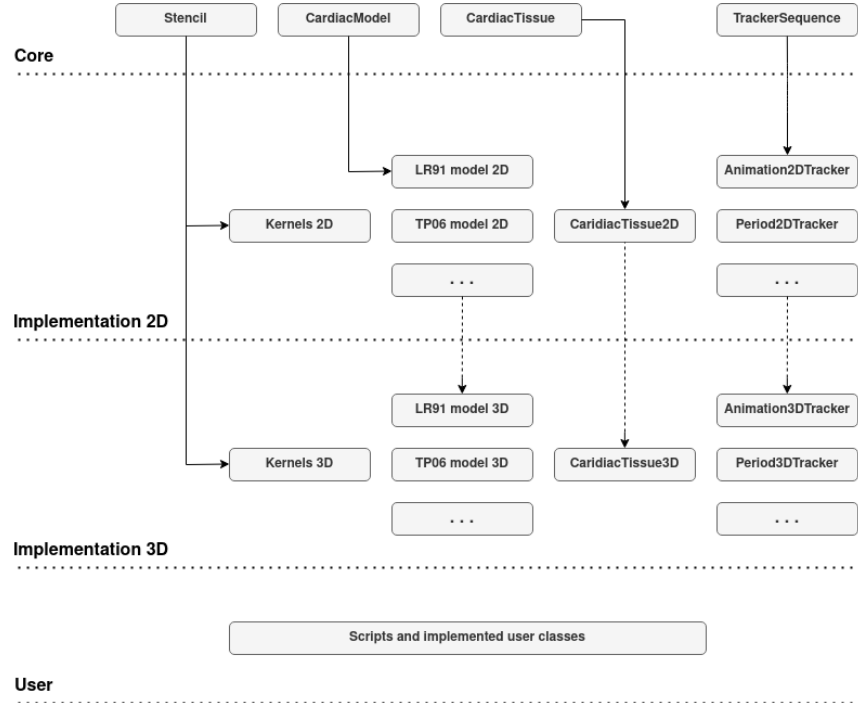 Stencil
CardiacModel
CardiacTissue
TrackerSequence
Core
LR91 model 2D
Animation2DTracker
Kernels 2D
TP06 model 2D
CaridiacTissue2D
Period2DTracker
. . .
. . .
Implementation 2D
LR91 model 3D
Animation3DTracker
Kernels 3D
TP06 model 3D
CaridiacTissue3D
Period3DTracker
. . .
. . .
Implementation 3D
Scripts and implemented user classes
User